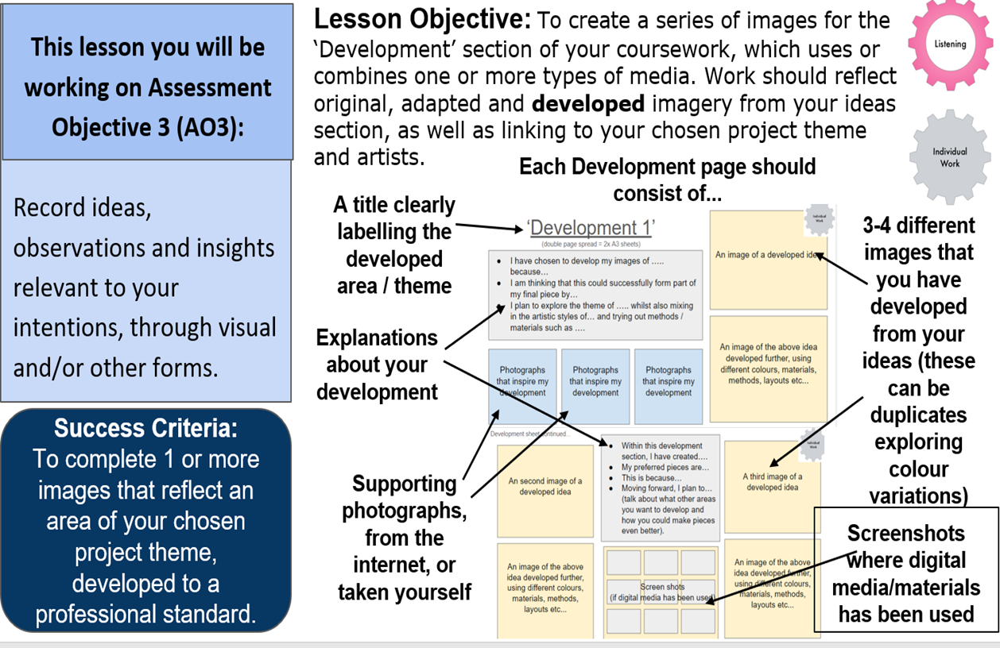 This lesson you will be
working on Assessment
Objective 3 (AO3):
Record ideas,
observations and insights
relevant to your
intentions, through visual
and/or other forms.
Success Criteria:
To complete 1 or more
images that reflect an
area of your chosen
project theme,
developed to a
professional standard.
Lesson Objective: To create a series of images for the
‘Development’ section of your coursework, which uses or
combines one or more types of media. Work should reflect
original, adapted and developed imagery from your ideas
section, as well as linking to your chosen project theme
and artists.
Listening
Individual
Work
Each Development page should
consist of...
A title clearly
labelling the
developed
area / theme
Explanations
about your
development
Supporting
photographs,
from the
internet, or
taken yourself
‘Development 1’
(double page spread = 2x A3 sheets)
• I have chosen to develop my images of .....
because…
• I am thinking that this could successfully form part of
my final piece by…
• I plan to explore the theme of ..... whilst also mixing
in the artistic styles of… and trying out methods /
materials such as ….
Photographs
that inspire my
development
Photographs
that inspire my
development
Photographs
that inspire my
development
Individual
Work
An image of a developed idea
An image of the above idea
developed further, using
different colours, materials,
methods, layouts etc...
Development sheet continued...
An second image of a
developed idea
An image of the above
idea developed further,
using different colours,
materials, methods,
layouts etc...
• Within this development
section, I have created….
• My preferred pieces are…
• This is because…
• Moving forward, I plan to…
(talk about what other areas
you want to develop and
how you could make pieces
even better).
Screen shots
(if digital media has been used)
Individual
Work
A third image of a
developed idea
An image of the above
idea developed further,
using different colours,
materials, methods,
layouts etc...
3-4 different
images that
you have
developed
from your
ideas (these
can be
duplicates
exploring
colour
variations)
Screenshots
where digital
media/materials
has been used